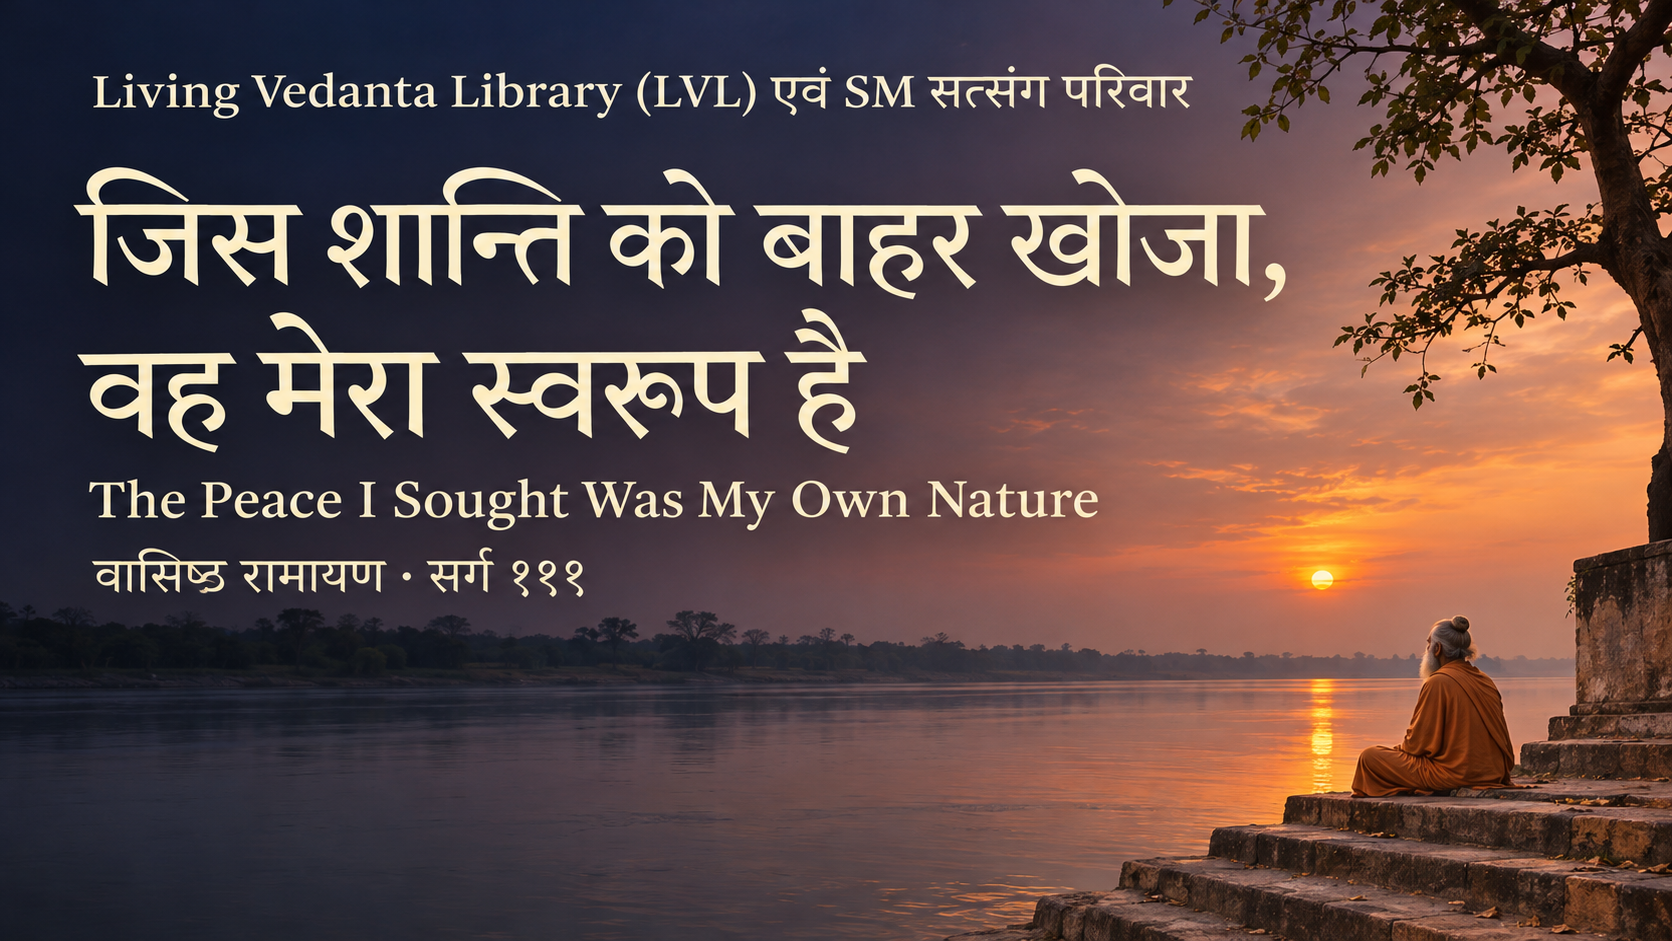 Living Vedanta Library (LVL) एवं SM सत्संग परिवार
जिस शान्ति को बाहर खोजा,
वह मेरा स्वरूप है
The Peace I Sought Was My Own Nature
वासिष्ठ रामायण · सर्ग १११